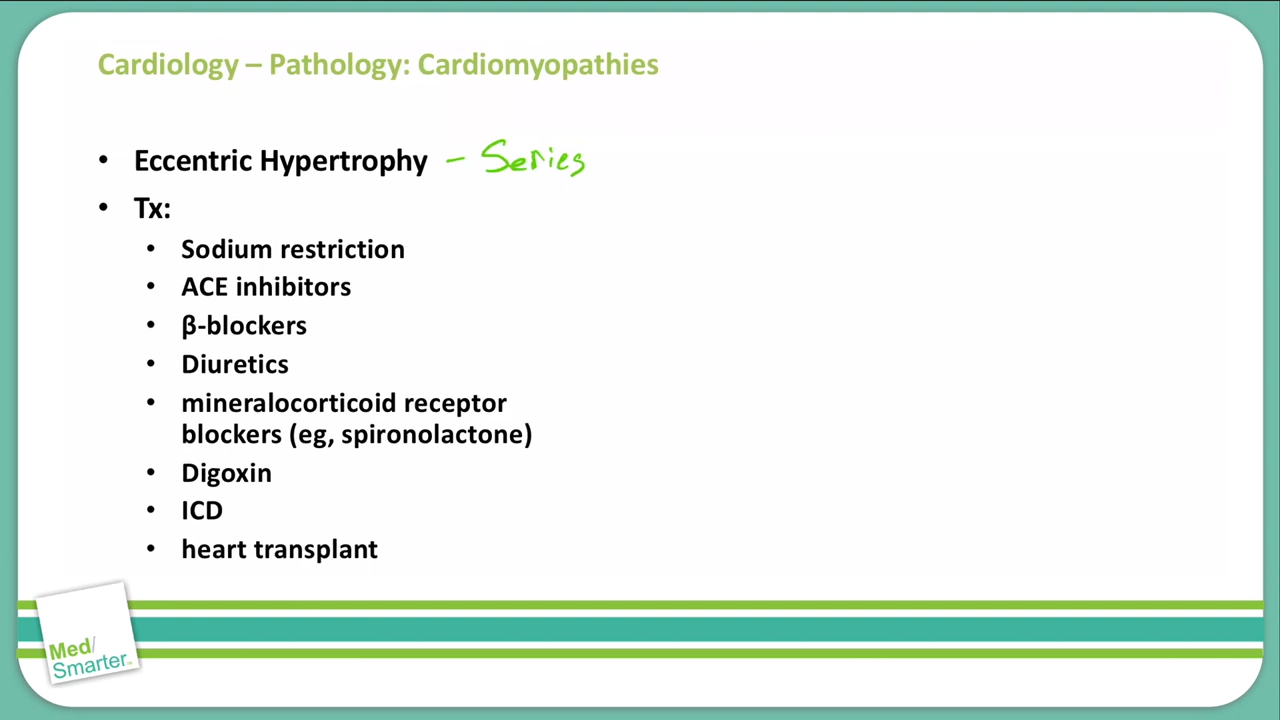 Cardiology – Pathology: Cardiomyopathies
• Eccentric Hypertrophy – Series
• Tx:
• Sodium restriction
• ACE inhibitors
• β-blockers
• Diuretics
• mineralocorticoid receptor
blockers (eg, spironolactone)
• Digoxin
• ICD
• heart transplant
Med/
Smarter